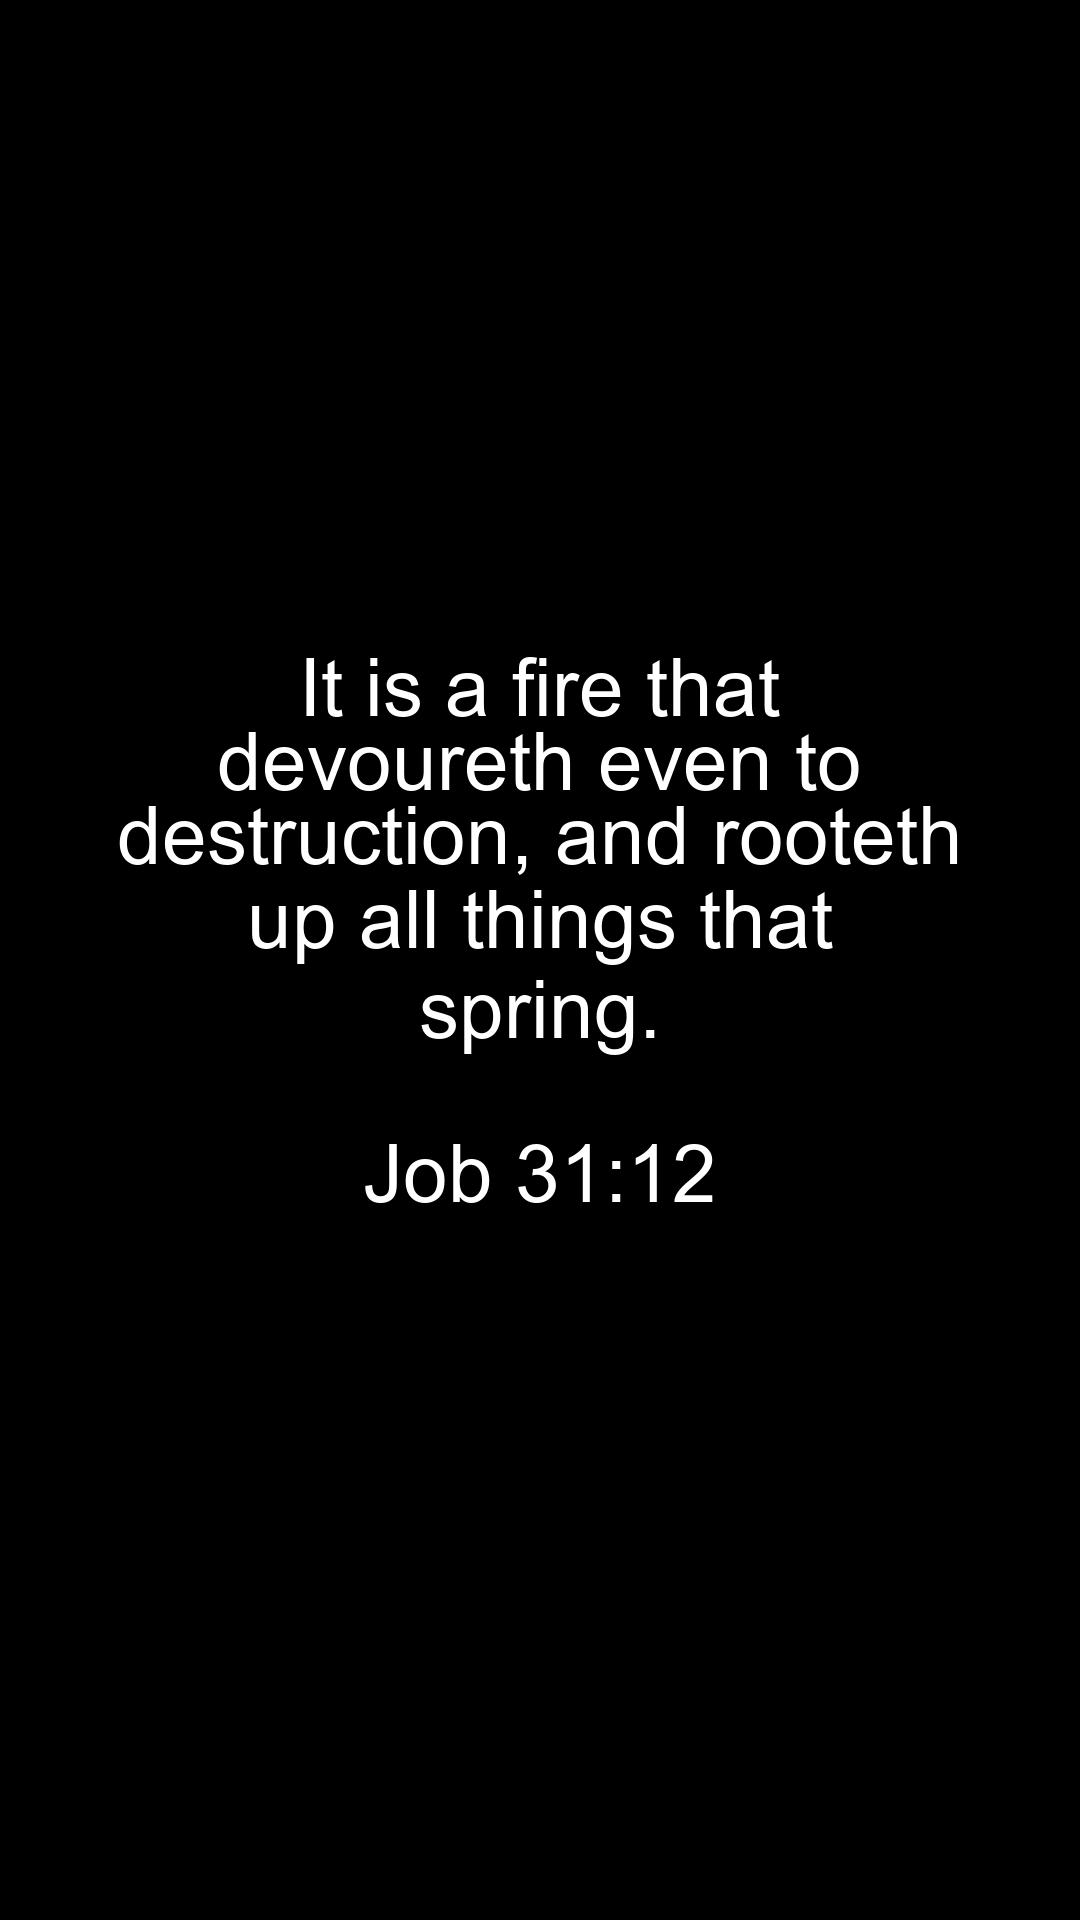 It is a fire that
devoureth even to
destruction, and rooteth
up all things that
spring.
Job 31:12